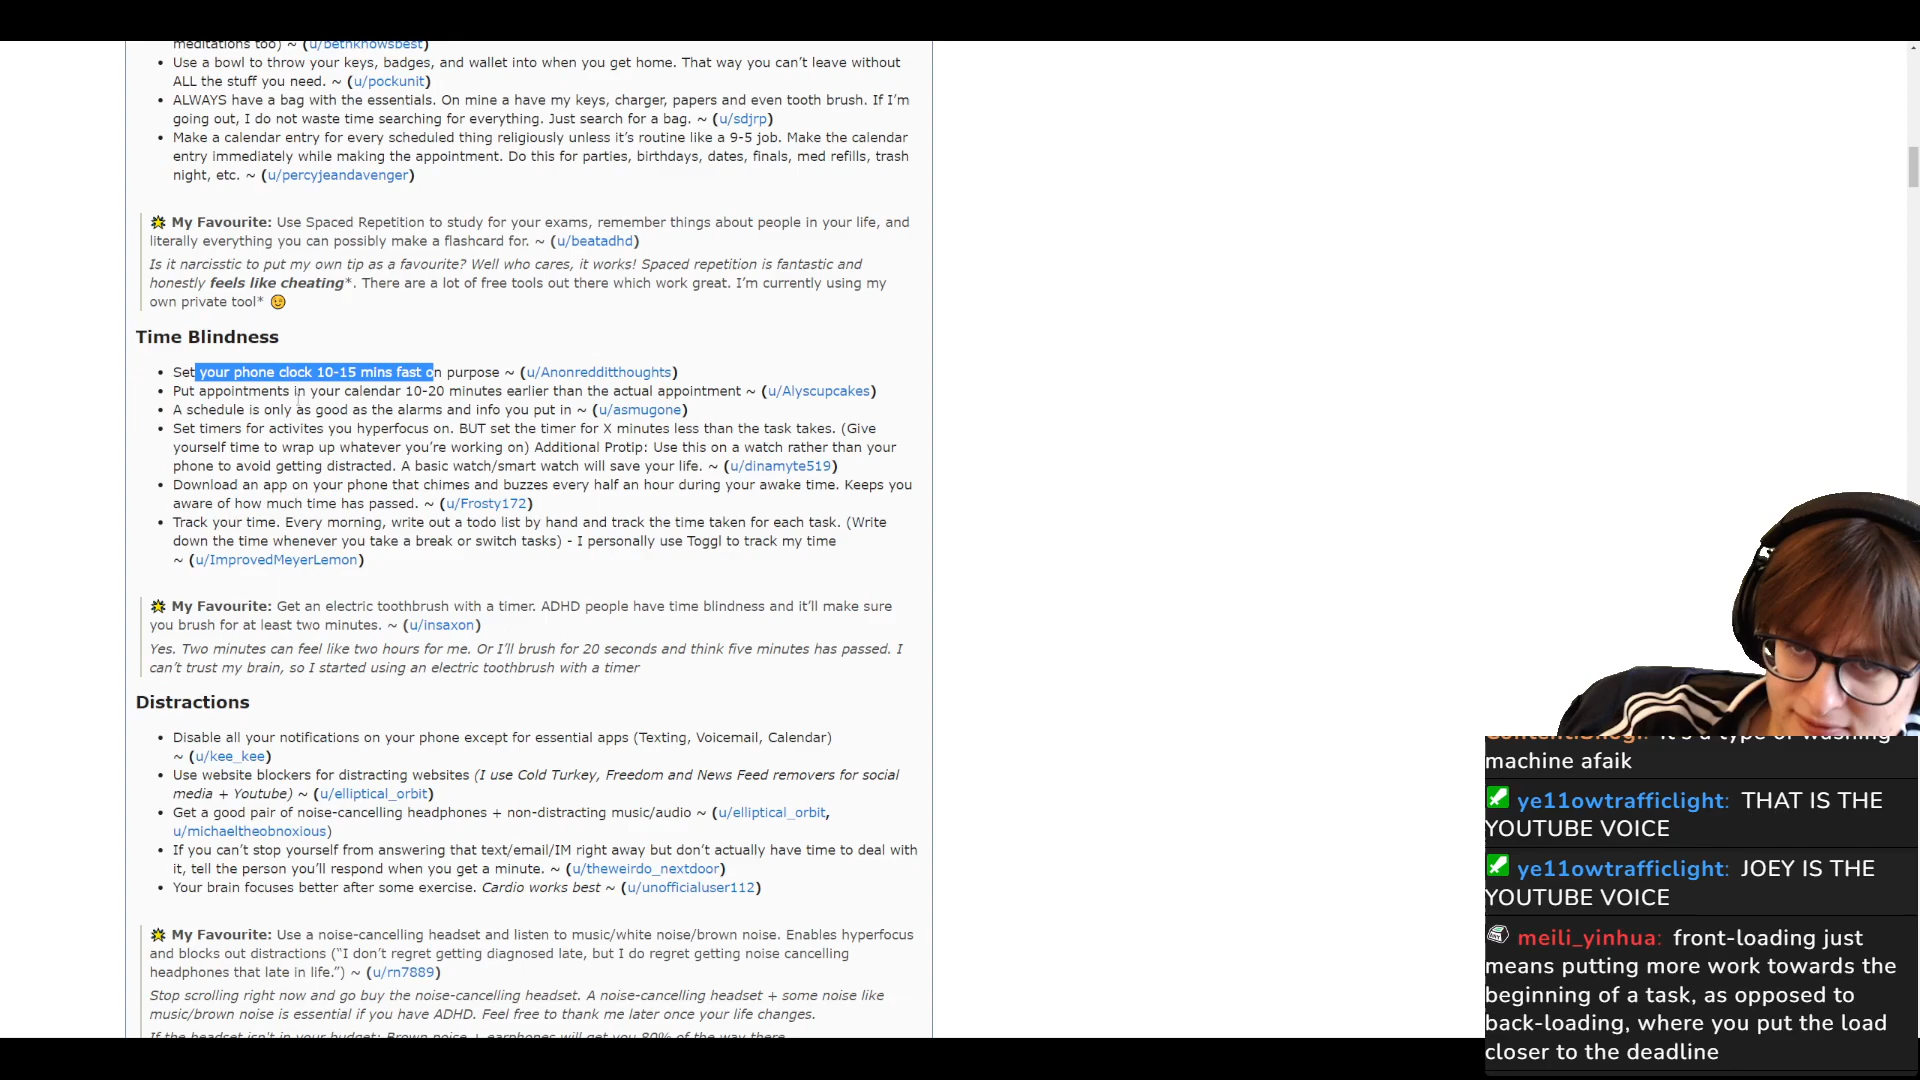 meditations too) ~ (u/bethknowsbest)
• Use a bowl to throw your keys, badges, and wallet into when you get home. That way you can’t leave without
ALL the stuff you need. ~ (u/pockunit)
• ALWAYS have a bag with the essentials. On mine a have my keys, charger, papers and even tooth brush. If I’m
going out, I do not waste time searching for everything. Just search for a bag. ~ (u/sdjrp)
• Make a calendar entry for every scheduled thing religiously unless it’s routine like a 9-5 job. Make the calendar
entry immediately while making the appointment. Do this for parties, birthdays, dates, finals, med refills, trash
night, etc. ~ (u/percyjeandavenger)
My Favourite: Use Spaced Repetition to study for your exams, remember things about people in your life, and
literally everything you can possibly make a flashcard for. ~ (u/beatadhd)
Is it narcisstic to put my own tip as a favourite? Well who cares, it works! Spaced repetition is fantastic and
honestly feels like cheating*. There are a lot of free tools out there which work great. I’m currently using my
own private tool*
Time Blindness
• Set your phone clock 10-15 mins fast on purpose ~ (u/Anonredditthoughts)
• Put appointments in your calendar 10-20 minutes earlier than the actual appointment ~ (u/Alyscupcakes)
• A schedule is only as good as the alarms and info you put in ~ (u/asmugone)
• Set timers for activites you hyperfocus on. BUT set the timer for X minutes less than the task takes. (Give
yourself time to wrap up whatever you’re working on) Additional Protip: Use this on a watch rather than your
phone to avoid getting distracted. A basic watch/smart watch will save your life. ~ (u/dinamyte519)
• Download an app on your phone that chimes and buzzes every half an hour during your awake time. Keeps you
aware of how much time has passed. ~ (u/Frosty172)
• Track your time. Every morning, write out a todo list by hand and track the time taken for each task. (Write
down the time whenever you take a break or switch tasks) - I personally use Toggl to track my time
~ (u/ImprovedMeyerLemon)
My Favourite: Get an electric toothbrush with a timer. ADHD people have time blindness and it’ll make sure
you brush for at least two minutes. ~ (u/insaxon)
Yes. Two minutes can feel like two hours for me. Or I’ll brush for 20 seconds and think five minutes has passed. I
can’t trust my brain, so I started using an electric toothbrush with a timer
Distractions
• Disable all your notifications on your phone except for essential apps (Texting, Voicemail, Calendar)
~ (u/kee_kee)
• Use website blockers for distracting websites (I use Cold Turkey, Freedom and News Feed removers for social
media + Youtube) ~ (u/elliptical_orbit)
• Get a good pair of noise-cancelling headphones + non-distracting music/audio ~ (u/elliptical_orbit,
u/michaeltheobnoxious)
• If you can’t stop yourself from answering that text/email/IM right away but don’t actually have time to deal with
it, tell the person you’ll respond when you get a minute. ~ (u/theweirdo_nextdoor)
• Your brain focuses better after some exercise. Cardio works best ~ (u/unofficialuser112)
My Favourite: Use a noise-cancelling headset and listen to music/white noise/brown noise. Enables hyperfocus
and blocks out distractions (“I don’t regret getting diagnosed late, but I do regret getting noise cancelling
headphones that late in life.”) ~ (u/rn7889)
Stop scrolling right now and go buy the noise-cancelling headset. A noise-cancelling headset + some noise like
music/brown noise is essential if you have ADHD. Feel free to thank me later once your life changes.
If the headset isn't in your budget: Brown noise + earphones will get you 80% of the way there
it's a type of washing
machine afaik
ye11owtrafficlight: THAT IS THE
YOUTUBE VOICE
ye11owtrafficlight: JOEY IS THE
YOUTUBE VOICE
meili_yinhua: front-loading just
means putting more work towards the
beginning of a task, as opposed to
back-loading, where you put the load
closer to the deadline